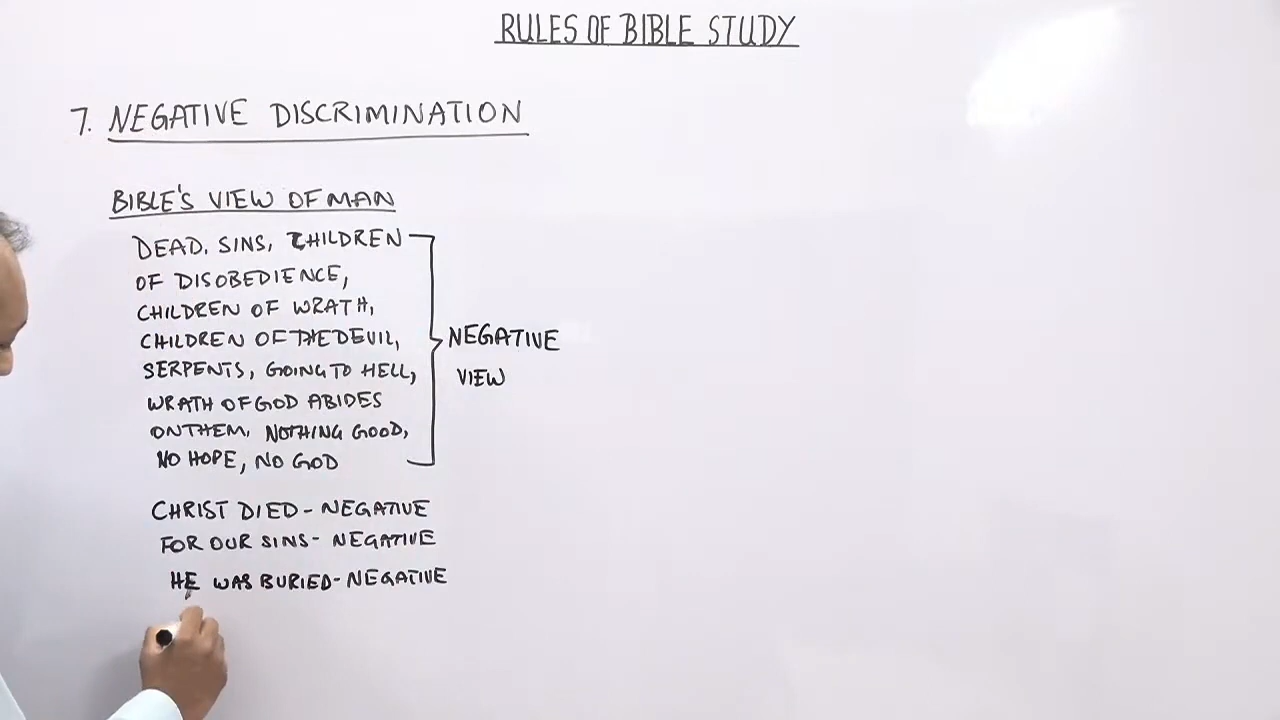 RULES OF BIBLE STUDY
7. NEGATIVE DISCRIMINATION
BIBLE'S VIEW OF MAN
DEAD, SINS, CHILDREN
OF DISOBEDIENCE,
CHILDREN OF WRATH,
CHILDREN OF THE DEVIL,
SERPENTS, GOING TO HELL,
WRATH OF GOD ABIDES
ON THEM, NOTHING GOOD,
NO HOPE, NO GOD
NEGATIVE
VIEW
CHRIST DIED - NEGATIVE
FOR OUR SINS - NEGATIVE
HE WAS BURIED - NEGATIVE